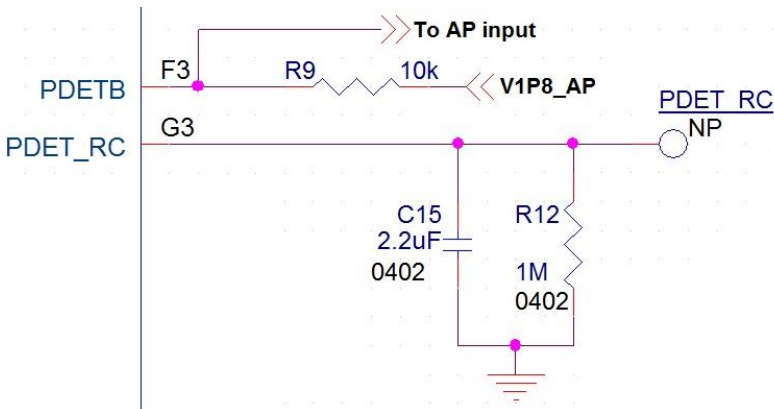 To AP input
F3
R9
10k
PDETB
V1P8_AP
PDET_RC
G3
PDET_RC
NP
C15
2.2uF
0402
R12
1M
0402